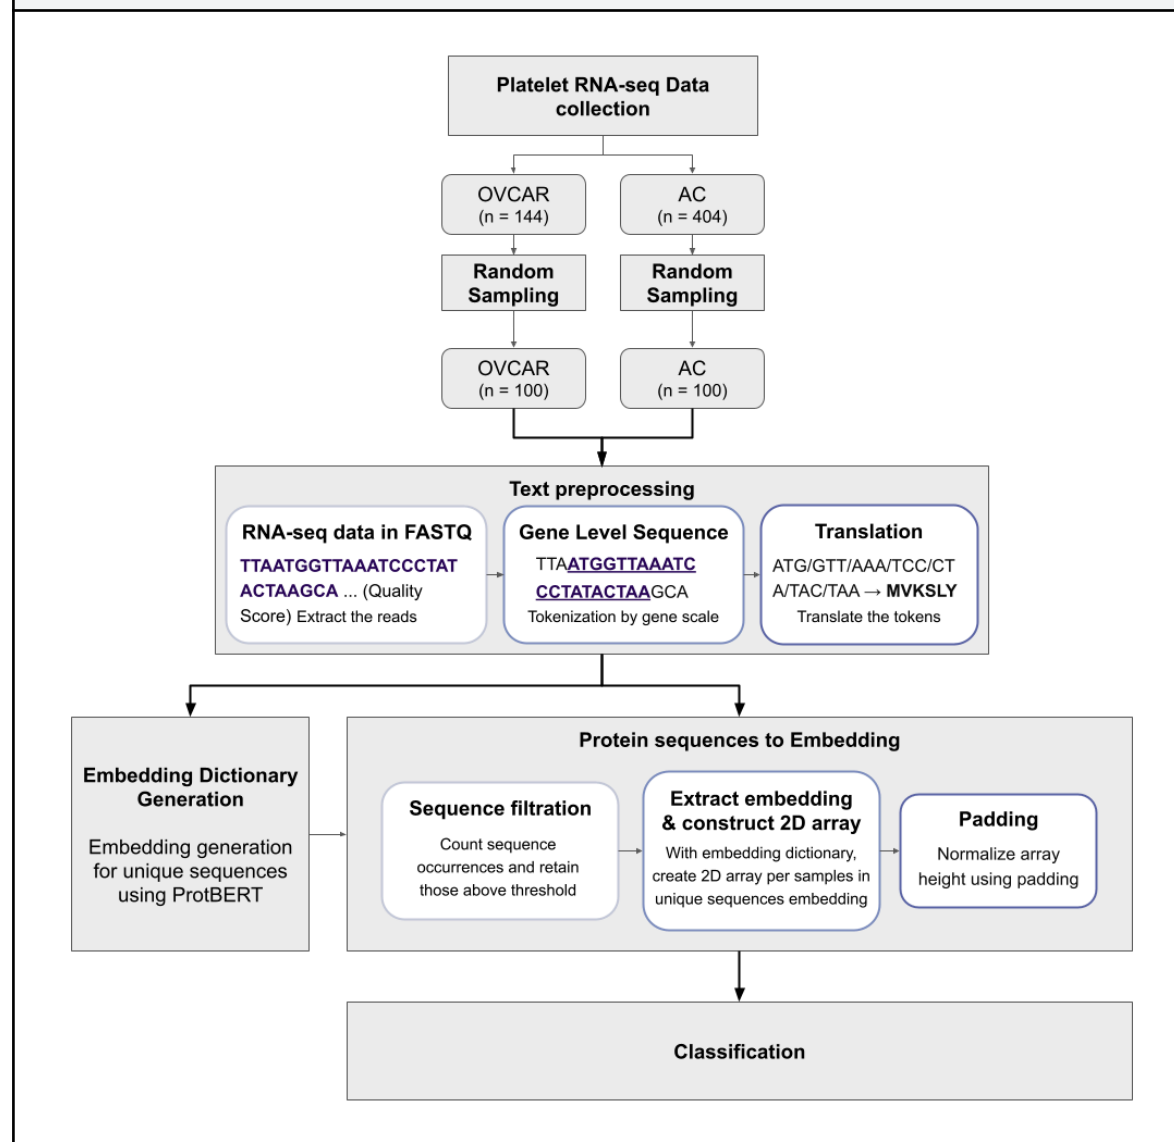 Platelet RNA-seq Data
collection
OVCAR
(n = 144)
AC
(n = 404)
Random
Sampling
Random
Sampling
OVCAR
(n = 100)
AC
(n = 100)
Text preprocessing
RNA-seq data in FASTQ
TTAATGGTTAAATCCCTAT
ACTAAGCA ... (Quality
Score) Extract the reads
Gene Level Sequence
TTAATGGTTAAATC
CCTATACTAAGCA
Tokenization by gene scale
Translation
ATG/GTT/AAA/TCC/CT
A/TAC/TAA → MVKSLY
Translate the tokens
Embedding Dictionary
Generation
Embedding generation
for unique sequences
using ProtBERT
Protein sequences to Embedding
Sequence filtration
Count sequence
occurrences and retain
those above threshold
Extract embedding
& construct 2D array
With embedding dictionary,
create 2D array per samples in
unique sequences embedding
Padding
Normalize array
height using padding
Classification